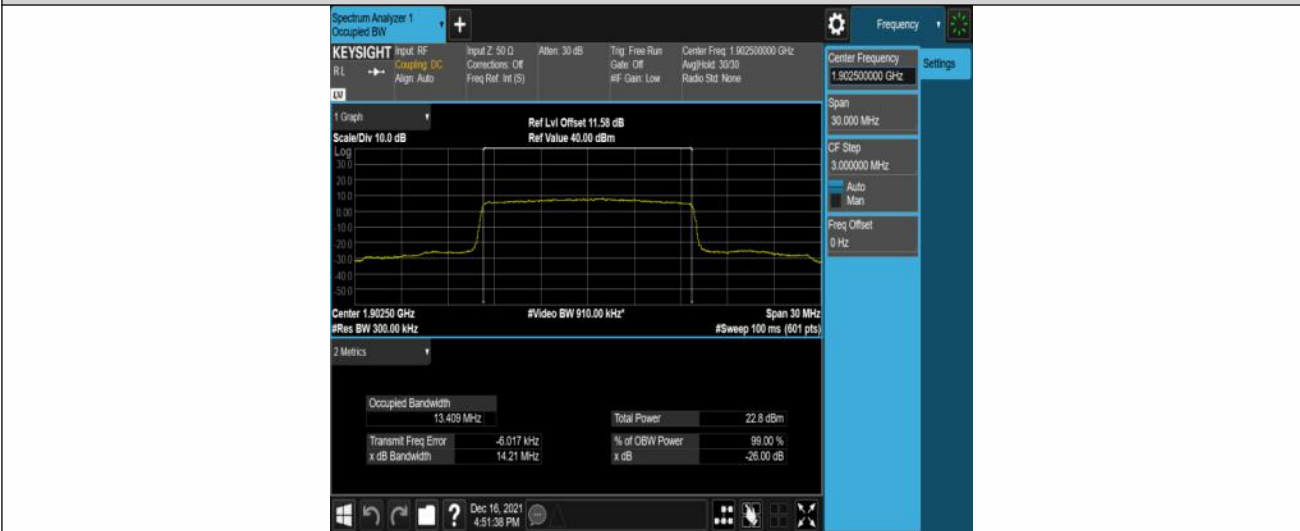 Spectrum Analyzer 1
Occupied BW
+
Frequency
KEYSIGHT
RL
LV
Input: RF
Coupling: DC
Align: Auto
Input Z: 50 Ω
Corrections: Off
Freq Ref: Int (S)
Atten: 30 dB
Trig: Free Run
Gate: Off
#IF Gain: Low
Center Freq: 1.902500000 GHz
Avg|Hold: 30/30
Radio Std: None
Center Frequency
1.902500000 GHz
Settings
Span
30.000 MHz
CF Step
3.000000 MHz
Auto
Man
Freq Offset
0 Hz
1 Graph
Scale/Div 10.0 dB
Ref Lvl Offset 11.58 dB
Ref Value 40.00 dBm
Log
30.0
20.0
10.0
0.00
-10.0
-20.0
-30.0
-40.0
-50.0
Center 1.90250 GHz
#Video BW 910.00 kHz*
Span 30 MHz
#Res BW 300.00 kHz
#Sweep 100 ms (601 pts)
2 Metrics
Occupied Bandwidth
13.409 MHz
Total Power 22.8 dBm
Transmit Freq Error -6.017 kHz
% of OBW Power 99.00 %
x dB Bandwidth 14.21 MHz
x dB -26.00 dB
?
Dec 16, 2021
4:51:38 PM